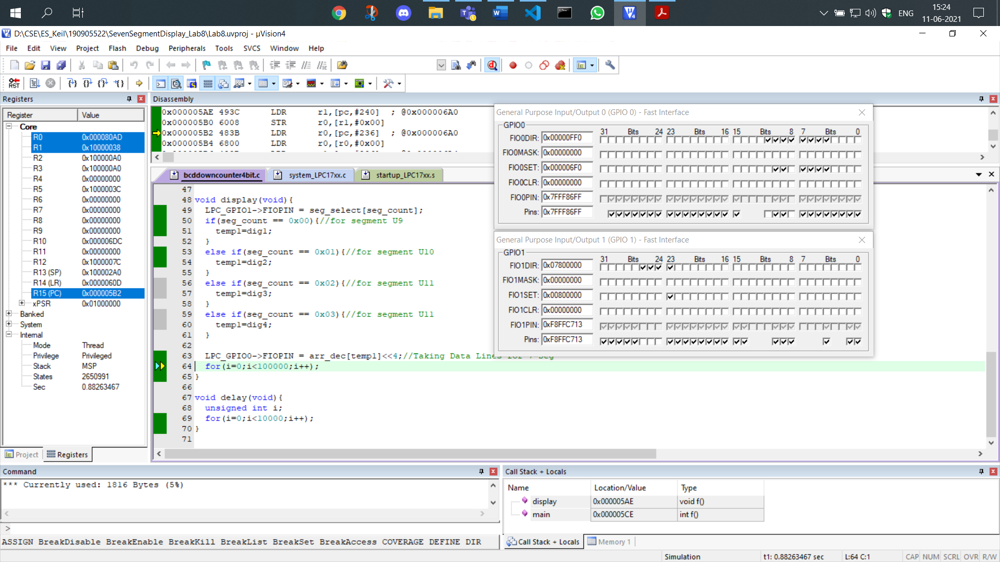 ENG
15:24
11-06-2021
D:\CSE\ES_Keil\190905522\SevenSegmentDisplay_Lab8\Lab8.uvproj - µVision4
File Edit View Project Flash Debug Peripherals Tools SVCS Window Help
Registers
Register Value
Core
R0 0x000080AD
R1 0x10000038
R2 0x100000A0
R3 0x100000A0
R4 0x00000000
R5 0x1000003C
R6 0x00000000
R7 0x00000000
R8 0x00000000
R9 0x00000000
R10 0x000006DC
R11 0x00000000
R12 0x1000007C
R13 (SP) 0x100002A0
R14 (LR) 0x0000060D
R15 (PC) 0x000005B2
xPSR 0x01000000
Banked
System
Internal
Mode Thread
Privilege Privileged
Stack MSP
States 2650991
Sec 0.88263467
Project Registers
Disassembly
0x000005AE 493C LDR r1,[pc,#240] ; @0x000006A0
0x000005B0 6008 STR r0,[r1,#0x00]
0x000005B2 483B LDR r0,[pc,#236] ; @0x000006A0
0x000005B4 6800 LDR r0,[r0,#0x00]
bcddowncounter4bit.c system_LPC17xx.c startup_LPC17xx.s
47
48 void display(void){
49 LPC_GPIO1->FIOPIN = seg_select[seg_count];
50 if(seg_count == 0x00){//for segment U9
51 temp1=dig1;
52 }
53 else if(seg_count == 0x01){//for segment U10
54 temp1=dig2;
55 }
56 else if(seg_count == 0x02){//for segment U11
57 temp1=dig3;
58 }
59 else if(seg_count == 0x03){//for segment U11
60 temp1=dig4;
61 }
62
63 LPC_GPIO0->FIOPIN = arr_dec[temp1]<<4;//Taking Data Lines for 7-Seg
64 for(i=0;i<100000;i++);
65 }
66
67 void delay(void){
68 unsigned int i;
69 for(i=0;i<10000;i++);
70 }
71
General Purpose Input/Output 0 (GPIO 0) - Fast Interface
GPIO0
31 Bits 24 23 Bits 16 15 Bits 8 7 Bits 0
FIO0DIR: 0x00000FF0
FIO0MASK: 0x00000000
FIO0SET: 0x000006F0
FIO0CLR: 0x00000000
FIO0PIN: 0x7FFF86FF
Pins: 0x7FFF86FF
General Purpose Input/Output 1 (GPIO 1) - Fast Interface
GPIO1
31 Bits 24 23 Bits 16 15 Bits 8 7 Bits 0
FIO1DIR: 0x07800000
FIO1MASK: 0x00000000
FIO1SET: 0x00800000
FIO1CLR: 0x00000000
FIO1PIN: 0xF8FFC713
Pins: 0xF8FFC713
Command
*** Currently used: 1816 Bytes (5%)
>
ASSIGN BreakDisable BreakEnable BreakKill BreakList BreakSet BreakAccess COVERAGE DEFINE DIR
Call Stack + Locals
Name Location/Value Type
display 0x000005AE void f()
main 0x000005CE int f()
Call Stack + Locals Memory 1
Simulation t1: 0.88263467 sec L:64 C:1 CAP NUM SCRL OVR R/W